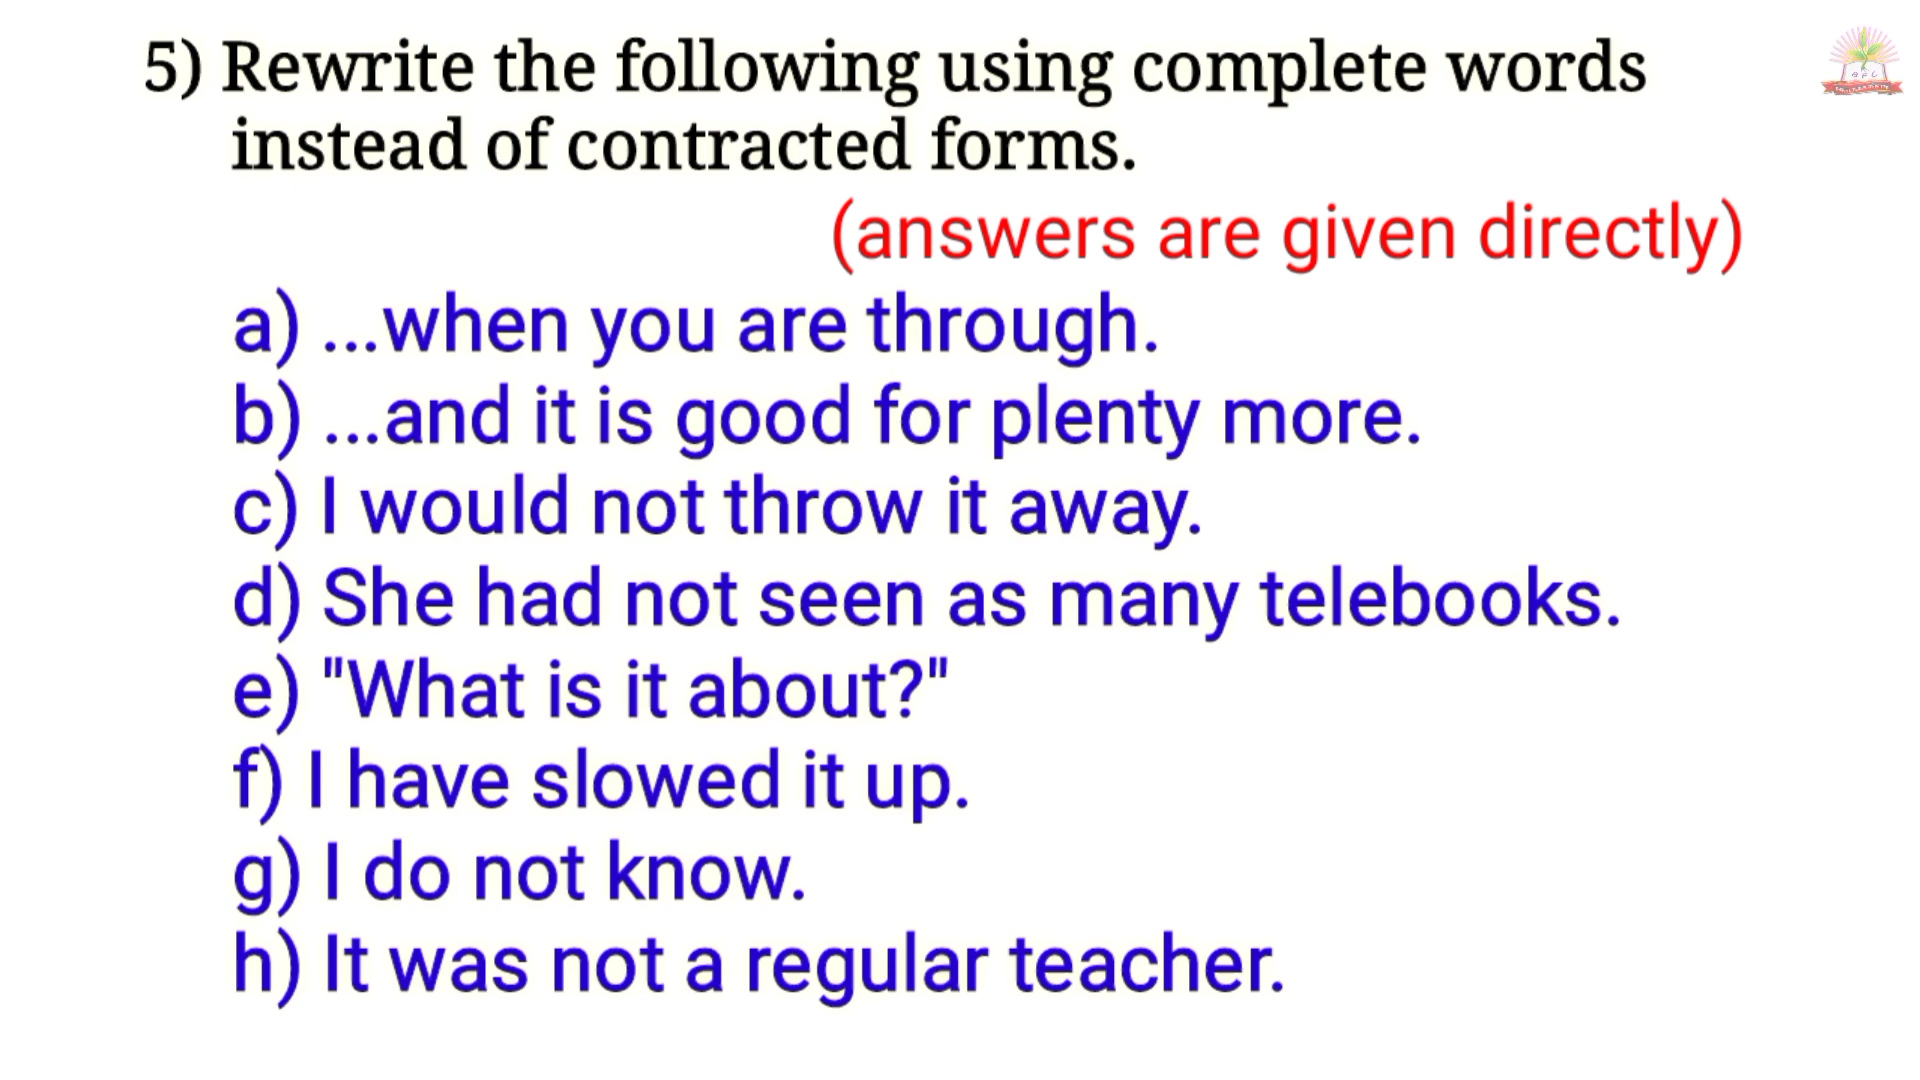 5) Rewrite the following using complete words
instead of contracted forms.
(answers are given directly)
a) ...when you are through.
b) ...and it is good for plenty more.
c) I would not throw it away.
d) She had not seen as many telebooks.
e) "What is it about?"
f) I have slowed it up.
g) I do not know.
h) It was not a regular teacher.